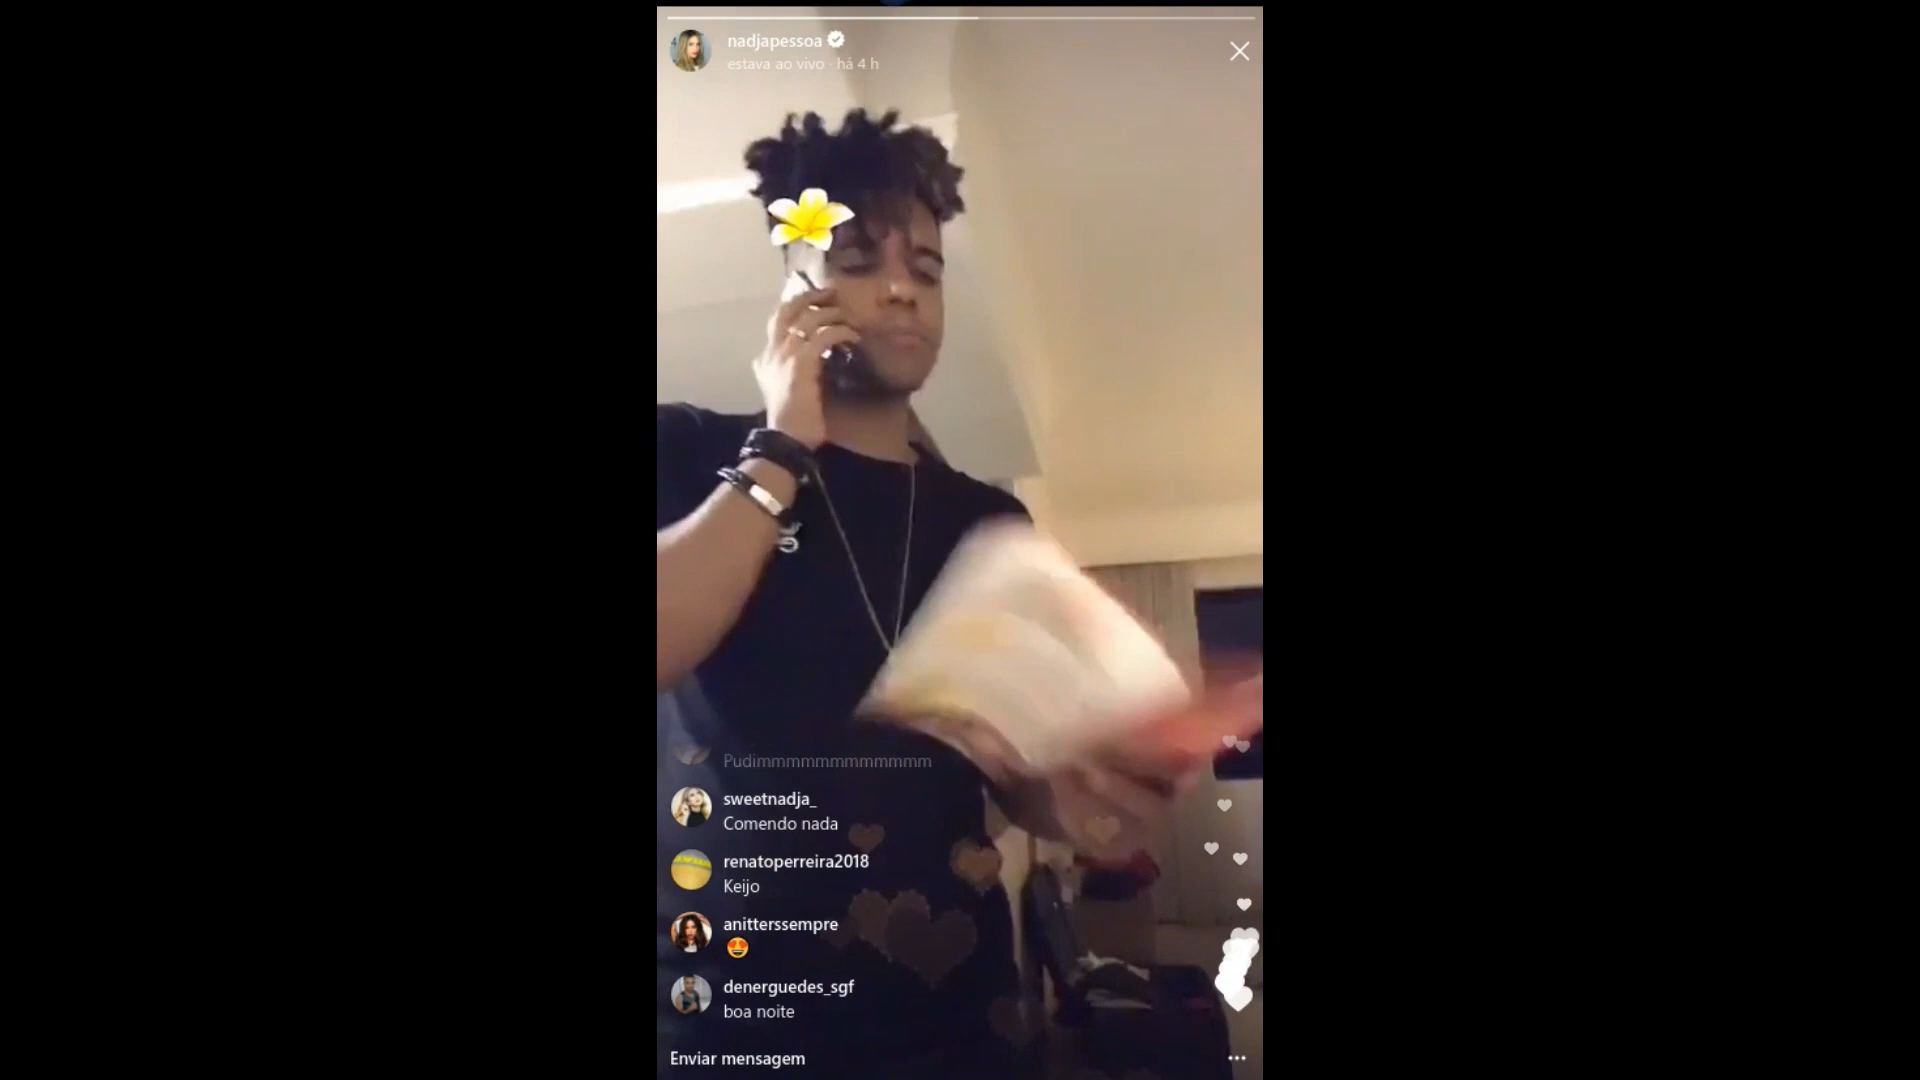 nadjapessoa
estava ao vivo · há 4 h
Pudimmmmmmmmmmmm
sweetnadja_
Comendo nada
renatoperreira2018
Keijo
anitterssempre
😍
denerguedes_sgf
boa noite
Enviar mensagem